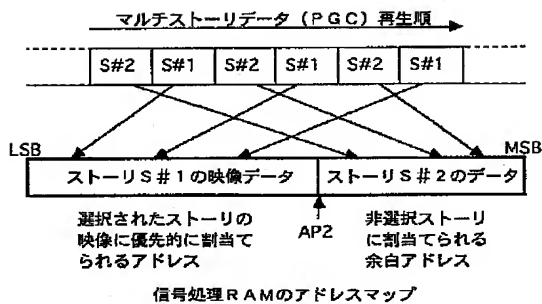 マルチストーリデータ（PGC）再生順
S#2 S#1 S#2 S#1 S#2 S#1
LSB MSB
ストーリS#1の映像データ ストーリS#2のデータ
AP2
選択されたストーリの
映像に優先的に割当て
られるアドレス
非選択ストーリ
に割当てられる
余白アドレス
信号処理RAMのアドレスマップ